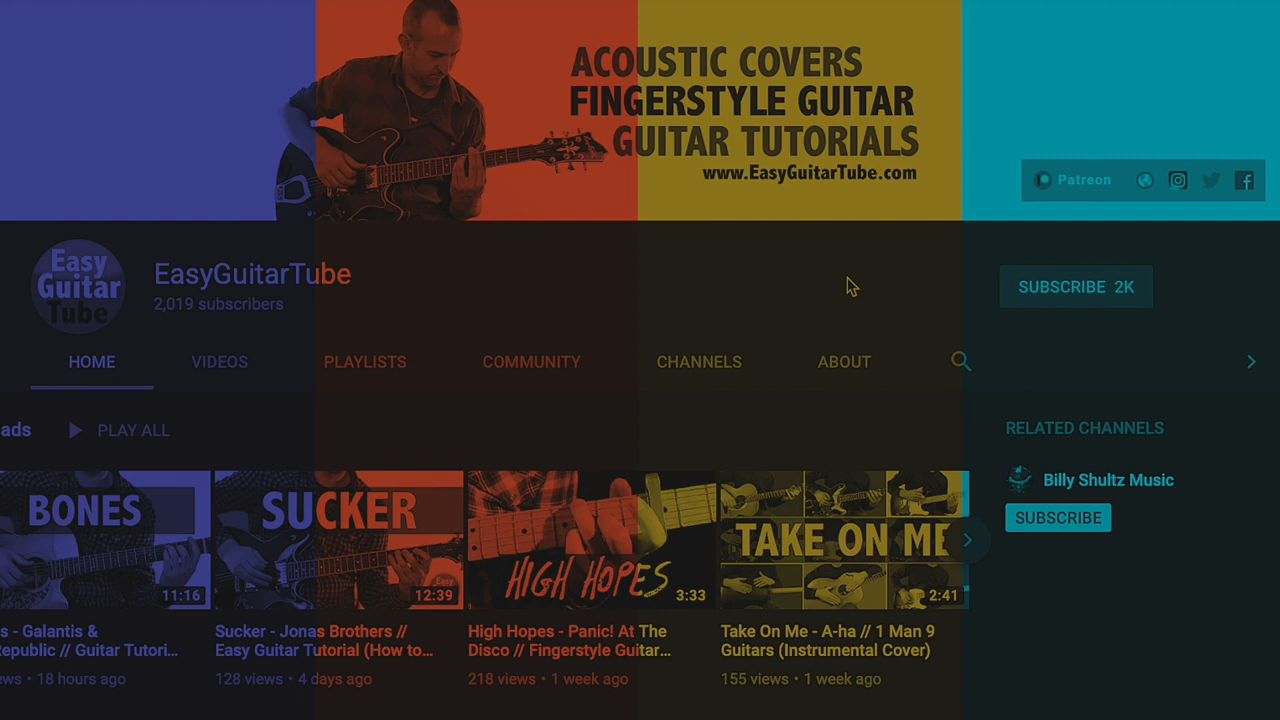 ACOUSTIC COVERS
FINGERSTYLE GUITAR
GUITAR TUTORIALS
www.EasyGuitarTube.com
Patreon
Easy
Guitar
Tube
EasyGuitarTube
2,019 subscribers
SUBSCRIBE 2K
HOME VIDEOS PLAYLISTS COMMUNITY CHANNELS ABOUT
ads PLAY ALL
RELATED CHANNELS
Billy Shultz Music
SUBSCRIBE
BONES
11:16
SUCKER
Easy
12:39
HIGH HOPES
3:33
TAKE ON ME
2:41
s - Galantis &
Republic // Guitar Tutori...
ews • 18 hours ago
Sucker - Jonas Brothers //
Easy Guitar Tutorial (How to...
128 views • 4 days ago
High Hopes - Panic! At The
Disco // Fingerstyle Guitar...
218 views • 1 week ago
Take On Me - A-ha // 1 Man 9
Guitars (Instrumental Cover)
155 views • 1 week ago